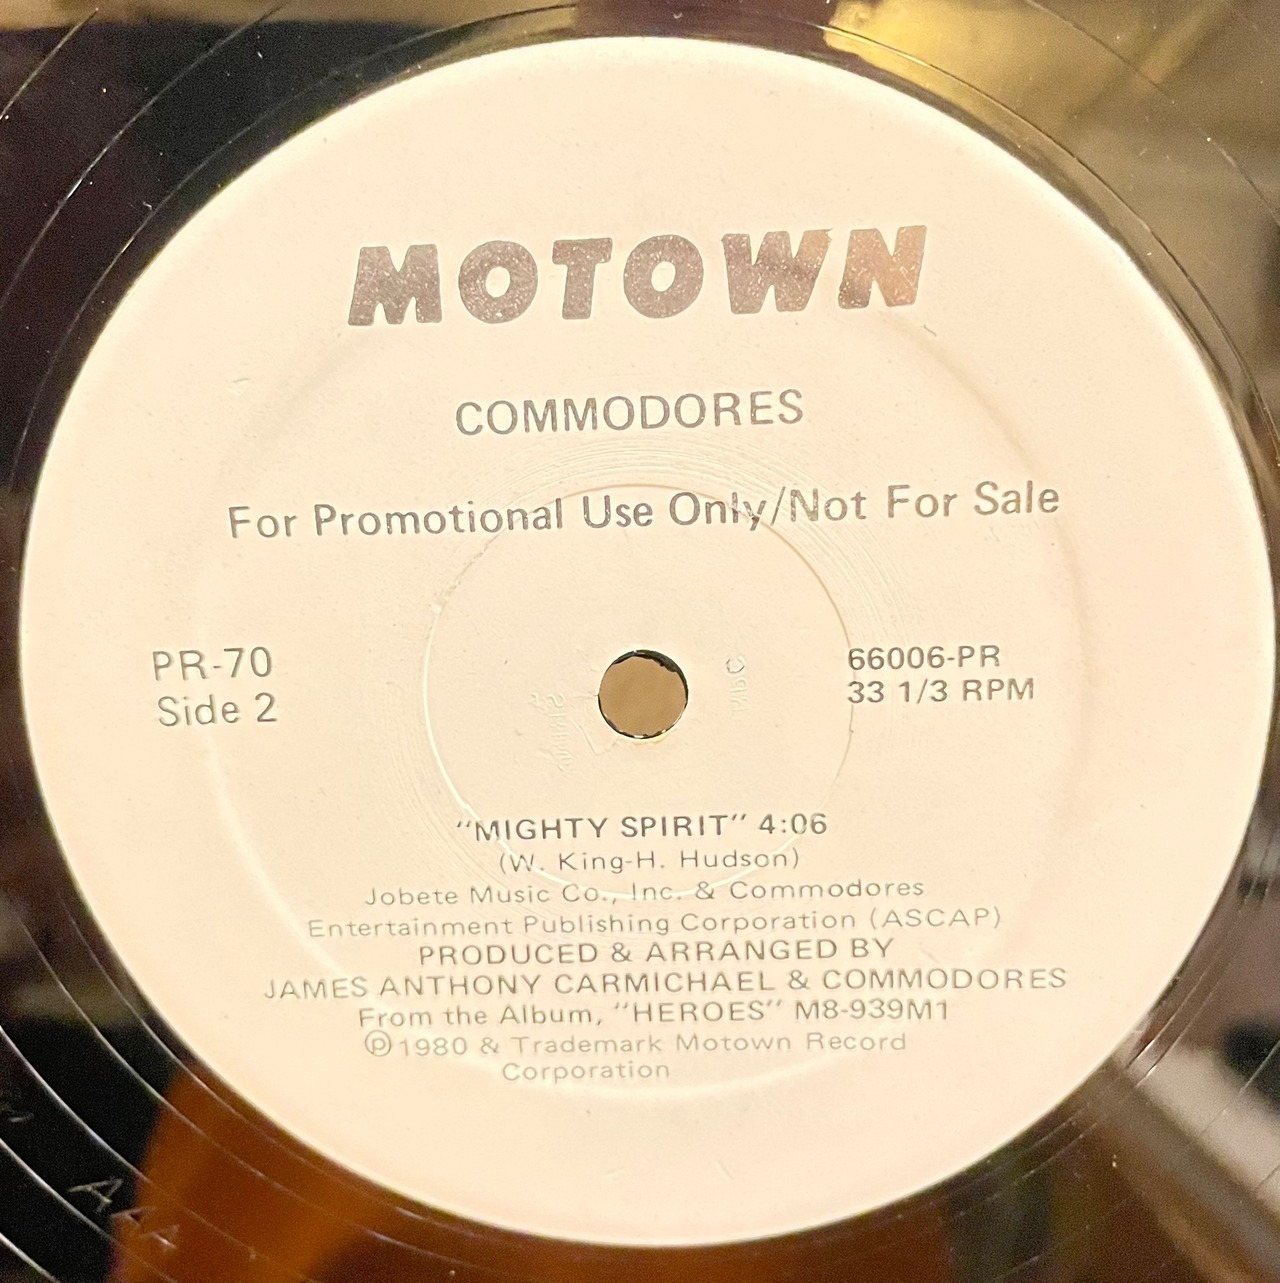 MOTOWN
COMMODORES
For Promotional Use Only/Not For Sale
PR-70
Side 2
66006-PR
33 1/3 RPM
"MIGHTY SPIRIT" 4:06
(W. King-H. Hudson)
Jobete Music Co., Inc. & Commodores
Entertainment Publishing Corporation (ASCAP)
PRODUCED & ARRANGED BY
JAMES ANTHONY CARMICHAEL & COMMODORES
From the Album, "HEROES" M8-939M1
℗1980 & Trademark Motown Record
Corporation